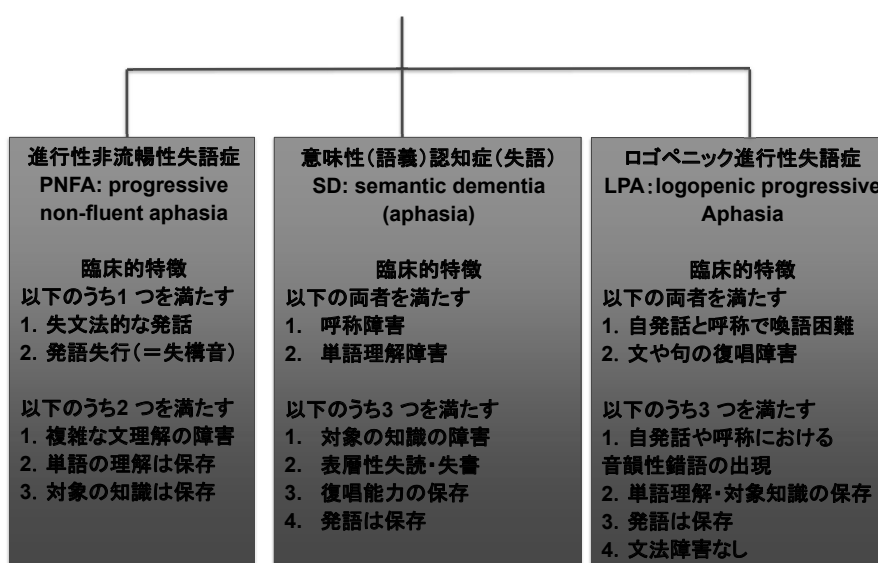 進行性非流暢性失語症
PNFA: progressive
non-fluent aphasia
臨床的特徴
以下のうち1 つを満たす
1. 失文法的な発話
2. 発語失行(=失構音)
以下のうち2 つを満たす
1. 複雑な文理解の障害
2. 単語の理解は保存
3. 対象の知識は保存
意味性(語義)認知症(失語)
SD: semantic dementia
(aphasia)
臨床的特徴
以下の両者を満たす
1. 呼称障害
2. 単語理解障害
以下のうち3 つを満たす
1. 対象の知識の障害
2. 表層性失読・失書
3. 復唱能力の保存
4. 発語は保存
ロゴペニック進行性失語症
LPA:logopenic progressive
Aphasia
臨床的特徴
以下の両者を満たす
1. 自発話と呼称で喚語困難
2. 文や句の復唱障害
以下のうち3 つを満たす
1. 自発話や呼称における
音韻性錯語の出現
2. 単語理解・対象知識の保存
3. 発語は保存
4. 文法障害なし